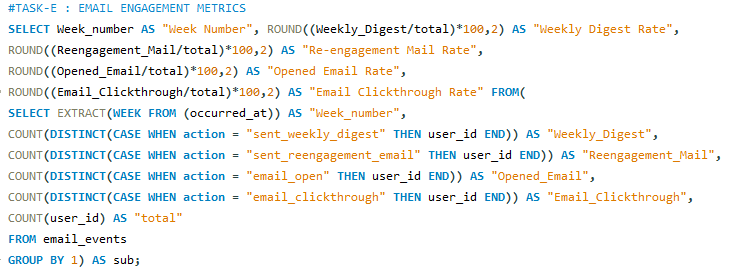 #TASK-E : EMAIL ENGAGEMENT METRICS
SELECT Week_number AS "Week Number", ROUND((Weekly_Digest/total)*100,2) AS "Weekly Digest Rate",
ROUND((Reengagement_Mail/total)*100,2) AS "Re-engagement Mail Rate",
ROUND((Opened_Email/total)*100,2) AS "Opened Email Rate",
ROUND((Email_Clickthrough/total)*100,2) AS "Email Clickthrough Rate" FROM(
SELECT EXTRACT(WEEK FROM (occurred_at)) AS "Week_number",
COUNT(DISTINCT(CASE WHEN action = "sent_weekly_digest" THEN user_id END)) AS "Weekly_Digest",
COUNT(DISTINCT(CASE WHEN action = "sent_reengagement_email" THEN user_id END)) AS "Reengagement_Mail",
COUNT(DISTINCT(CASE WHEN action = "email_open" THEN user_id END)) AS "Opened_Email",
COUNT(DISTINCT(CASE WHEN action = "email_clickthrough" THEN user_id END)) AS "Email_Clickthrough",
COUNT(user_id) AS "total"
FROM email_events
GROUP BY 1) AS sub;